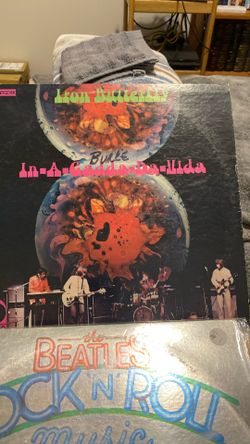 Iron Butterfly
Burke
In-A-Gadda-Da-Vida
the
BEATLES
ROCK 'N' ROLL
music